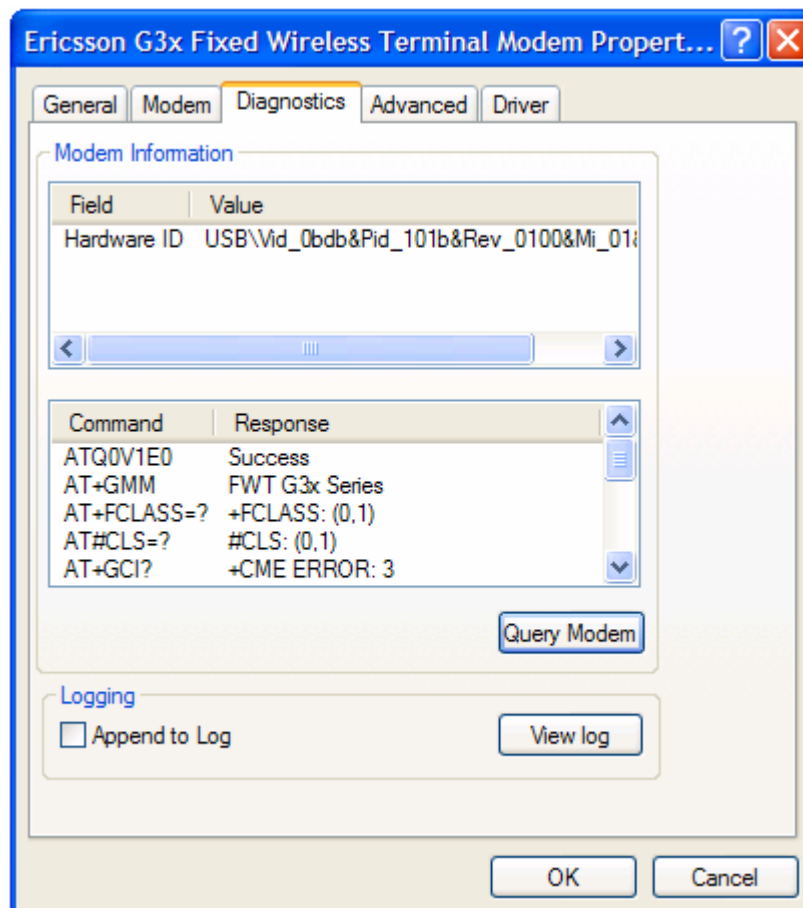 Ericsson G3x Fixed Wireless Terminal Modem Propert... ?
General Modem Diagnostics Advanced Driver
Modem Information
Field Value
Hardware ID USB\Vid_0bdb&Pid_101b&Rev_0100&Mi_01&
Command Response
ATQ0V1E0 Success
AT+GMM FWT G3x Series
AT+FCLASS=? +FCLASS: (0,1)
AT#CLS=? #CLS: (0,1)
AT+GCI? +CME ERROR: 3
Query Modem
Logging
Append to Log View log
OK Cancel